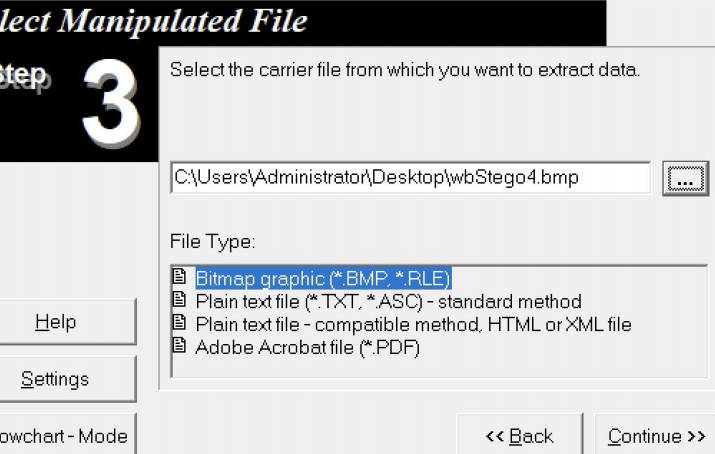 lect Manipulated File
Step
3
Select the carrier file from which you want to extract data.
C:\Users\Administrator\Desktop\wbStego4.bmp
...
File Type:
Bitmap graphic (*.BMP, *.RLE)
Plain text file (*.TXT, *.ASC) - standard method
Plain text file - compatible method, HTML or XML file
Adobe Acrobat file (*.PDF)
Help
Settings
owchart - Mode
<< Back
Continue >>